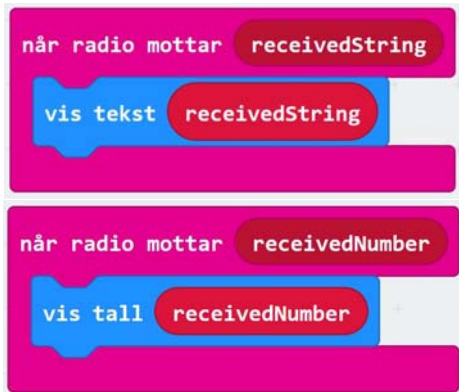 når radio mottar receivedString
vis tekst receivedString
når radio mottar receivedNumber
vis tall receivedNumber